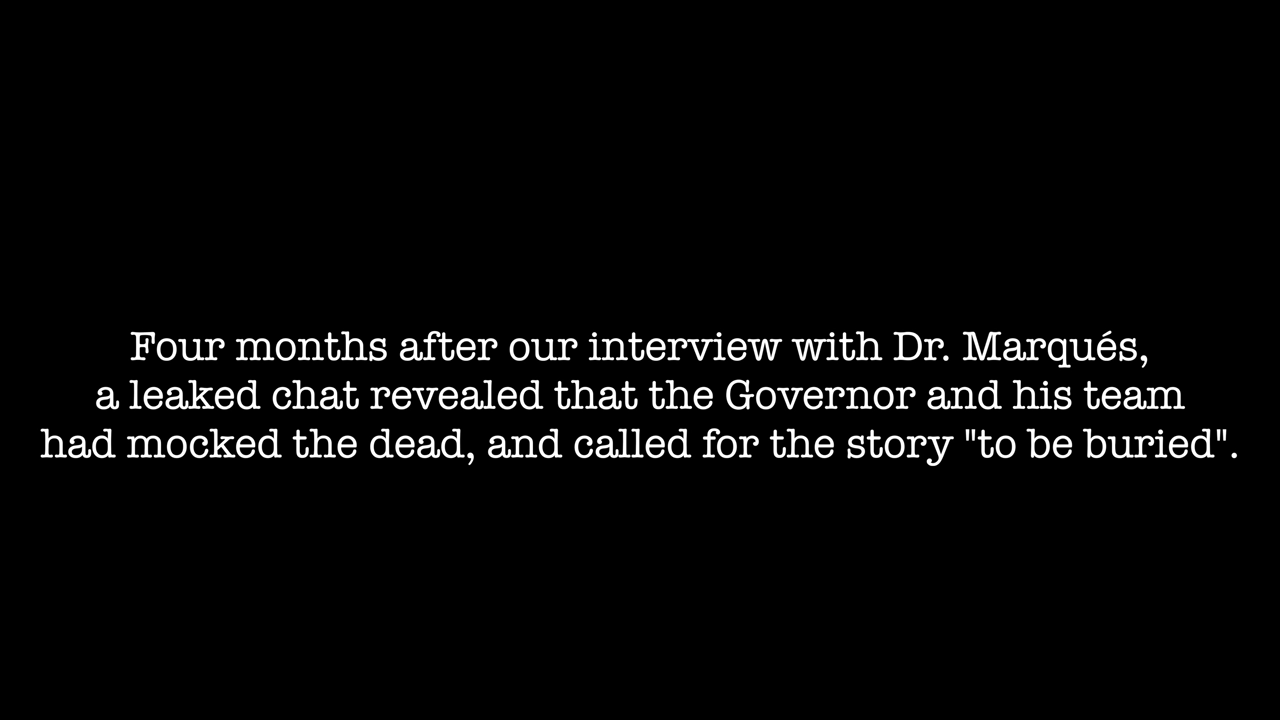 Four months after our interview with Dr. Marqués,
a leaked chat revealed that the Governor and his team
had mocked the dead, and called for the story "to be buried".